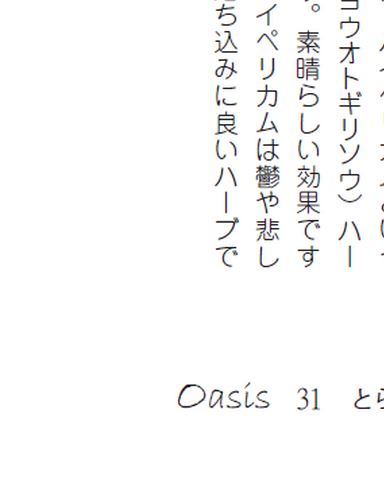 ョウオトギリソウ）ハー
。素晴らしい効果です
イペリカムは鬱や悲し
ち込みに良いハーブで
Oasis 31 とら